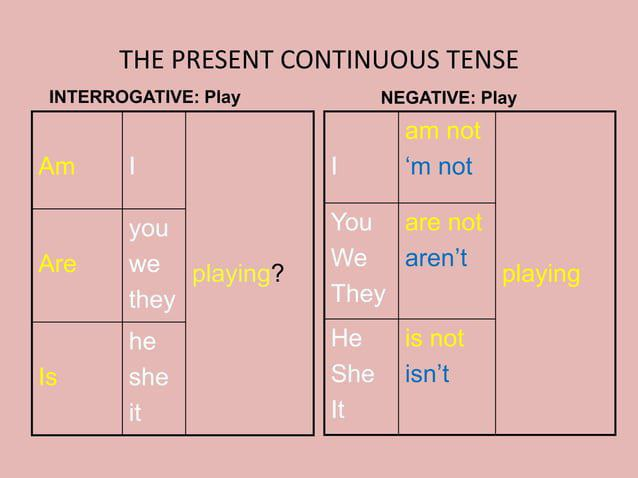 THE PRESENT CONTINUOUS TENSE
INTERROGATIVE: Play
Am
I
Are
you
we
they
Is
he
she
it
playing?
NEGATIVE: Play
I
am not
‘m not
You
We
They
are not
aren’t
He
She
It
is not
isn’t
playing